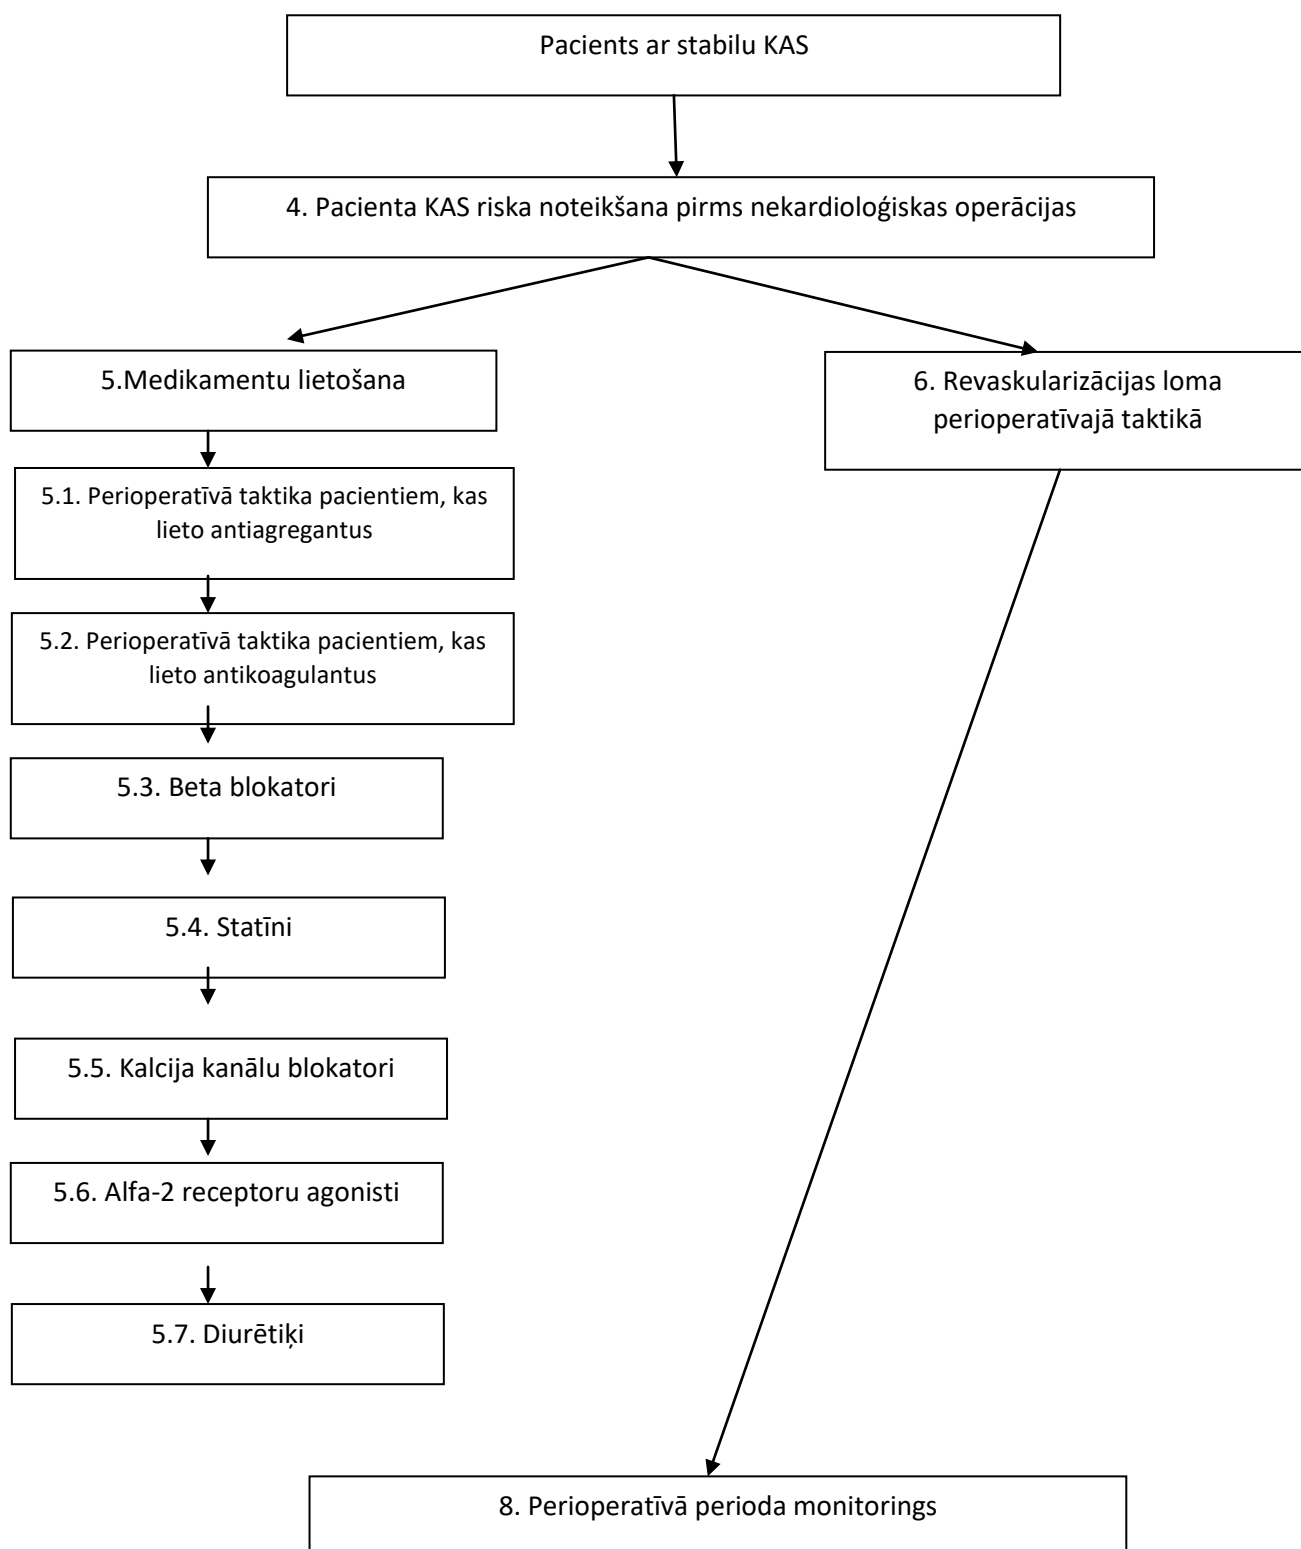 Pacients ar stabilu KAS
4. Pacienta KAS riska noteikšana pirms nekardioloģiskas operācijas
5.Medikamentu lietošana
6. Revaskularizācijas loma
perioperatīvajā taktikā
5.1. Perioperatīvā taktika pacientiem, kas
lieto antiagregantus
5.2. Perioperatīvā taktika pacientiem, kas
lieto antikoagulantus
5.3. Beta blokatori
5.4. Statīni
5.5. Kalcija kanālu blokatori
5.6. Alfa-2 receptoru agonisti
5.7. Diurētiķi
8. Perioperatīvā perioda monitorings